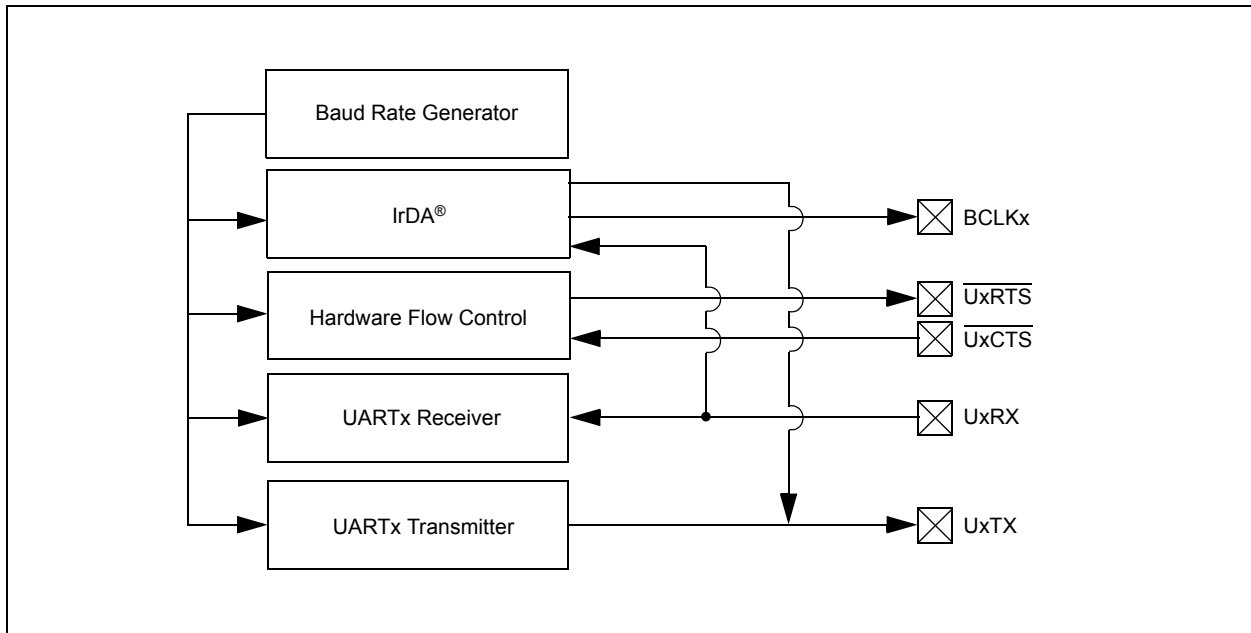 Baud Rate Generator
IrDA®
BCLKx
UxRTS
Hardware Flow Control
UxCTS
UARTx Receiver
UxRX
UARTx Transmitter
UxTX